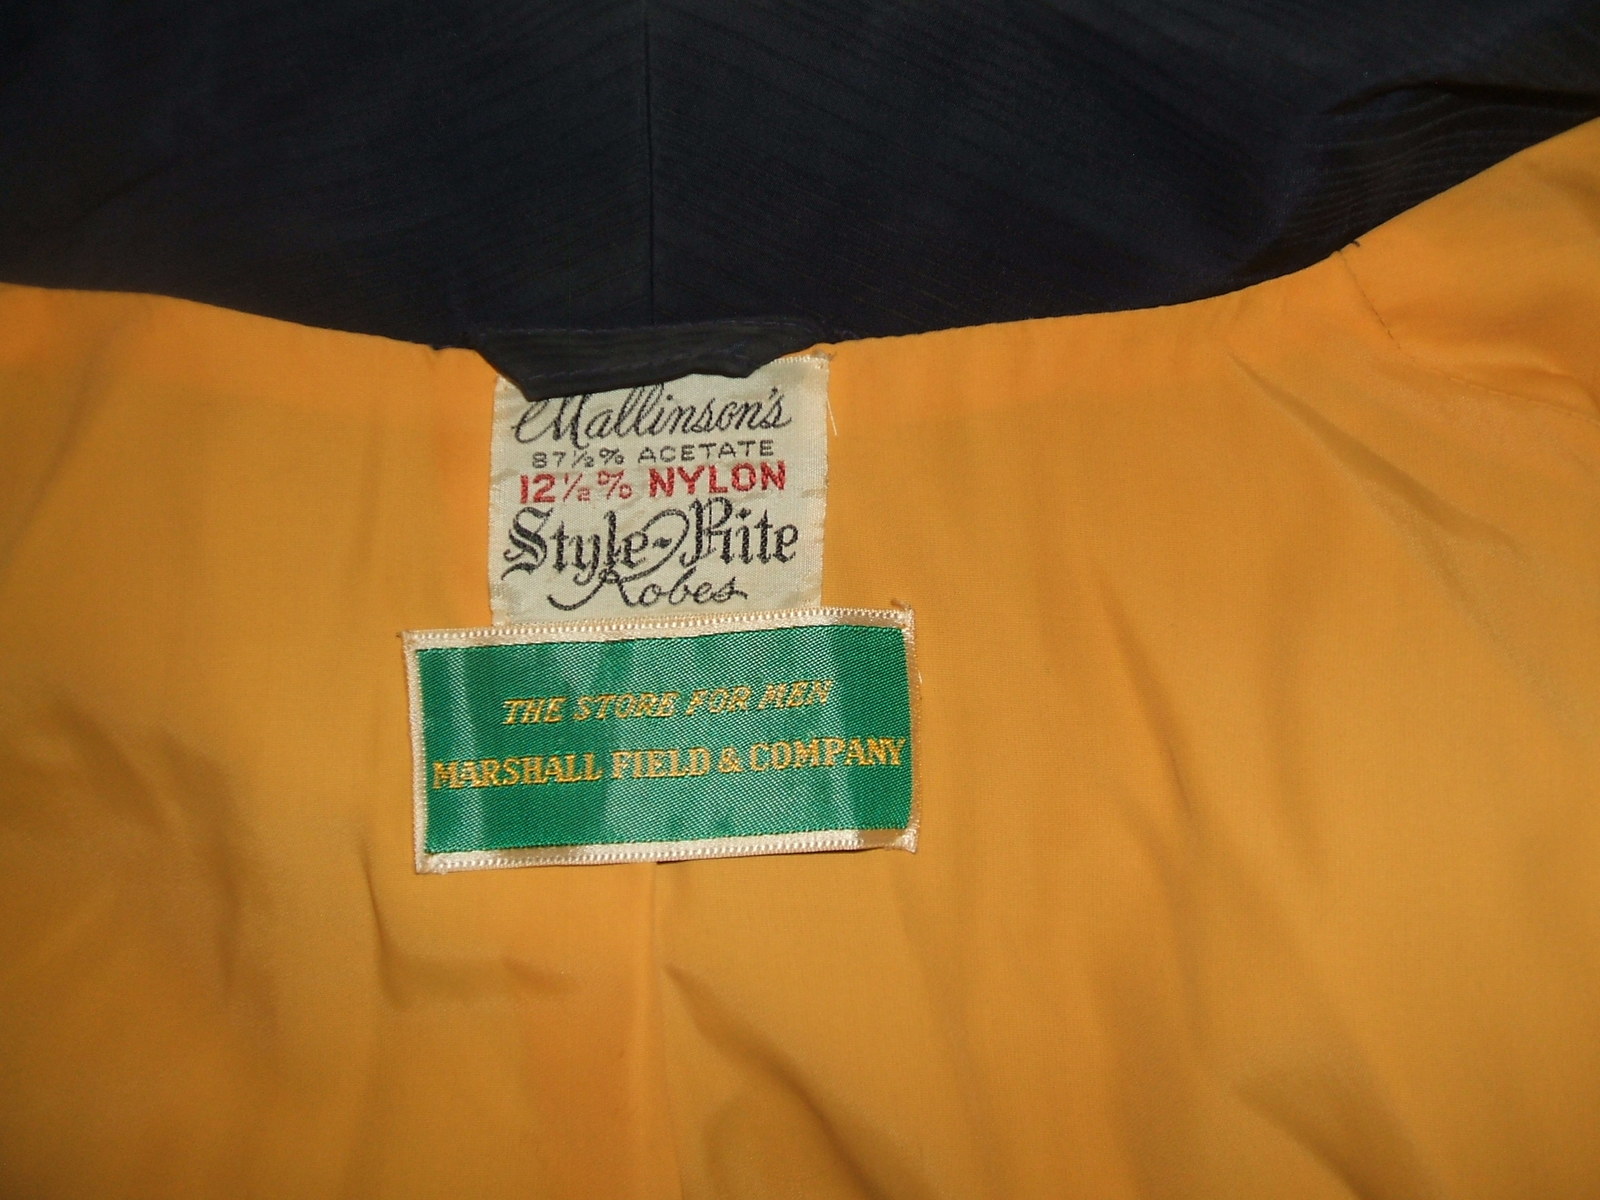 Mallinson's
87½% ACETATE
12½% NYLON
Style-Rite
Robes
THE STORE FOR MEN
MARSHALL FIELD & COMPANY